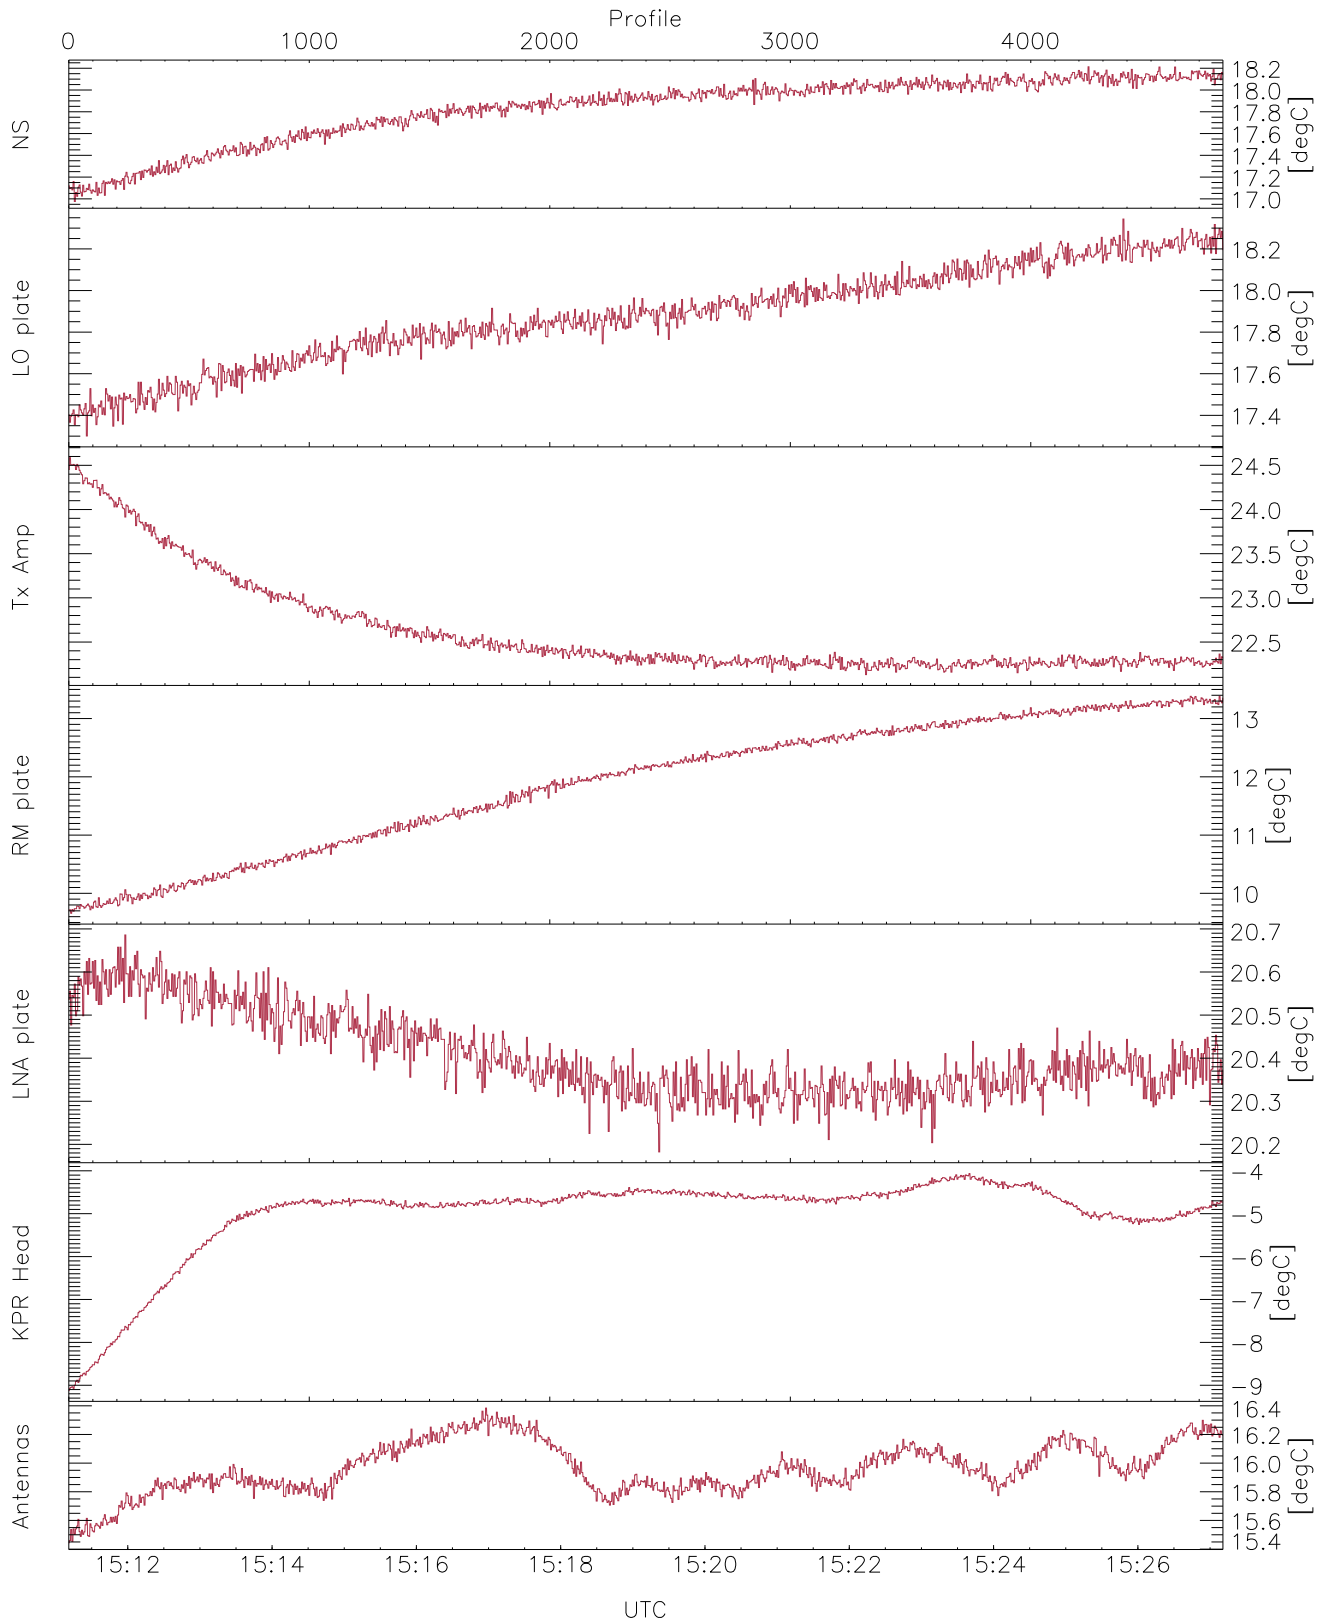 Profile
0 1000 2000 3000 4000
NS
18.2
18.0
17.8
17.6
17.4
17.2
17.0
[degC]
LO plate
18.2
18.0
17.8
17.6
17.4
[degC]
Tx Amp
24.5
24.0
23.5
23.0
22.5
[degC]
RM plate
13
12
11
10
[degC]
LNA plate
20.7
20.6
20.5
20.4
20.3
20.2
[degC]
KPR Head
-4
-5
-6
-7
-8
-9
[degC]
Antennas
16.4
16.2
16.0
15.8
15.6
15.4
[degC]
15:12 15:14 15:16 15:18 15:20 15:22 15:24 15:26
UTC